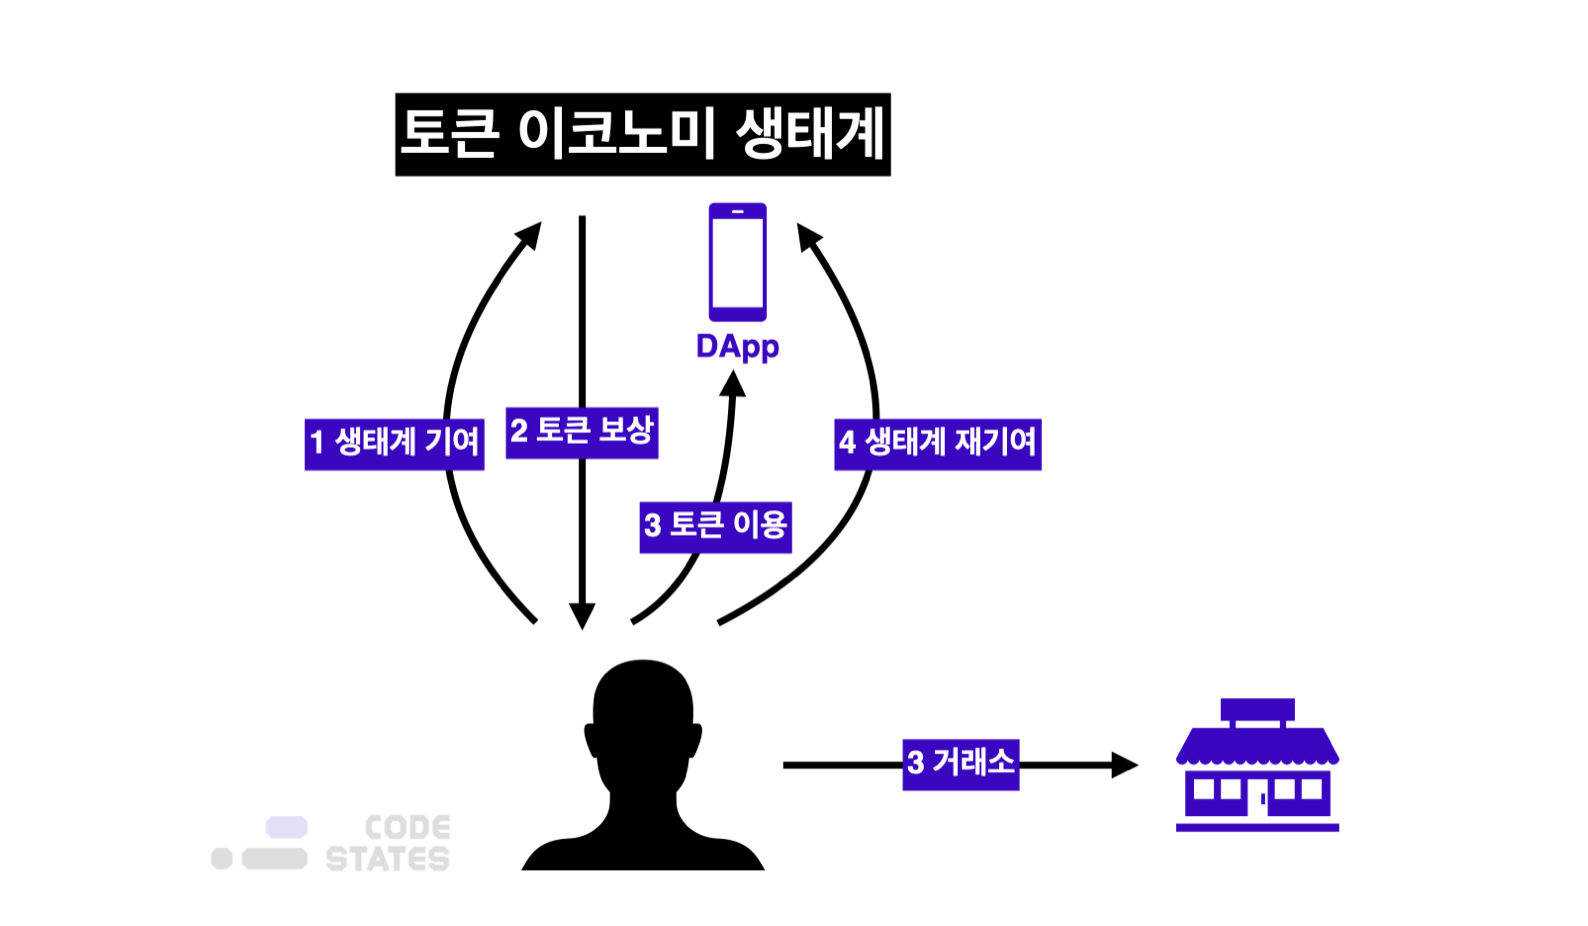 토큰 이코노미 생태계
DApp
1 생태계 기여
2 토큰 보상
3 토큰 이용
4 생태계 재기여
3 거래소
CODE
STATES